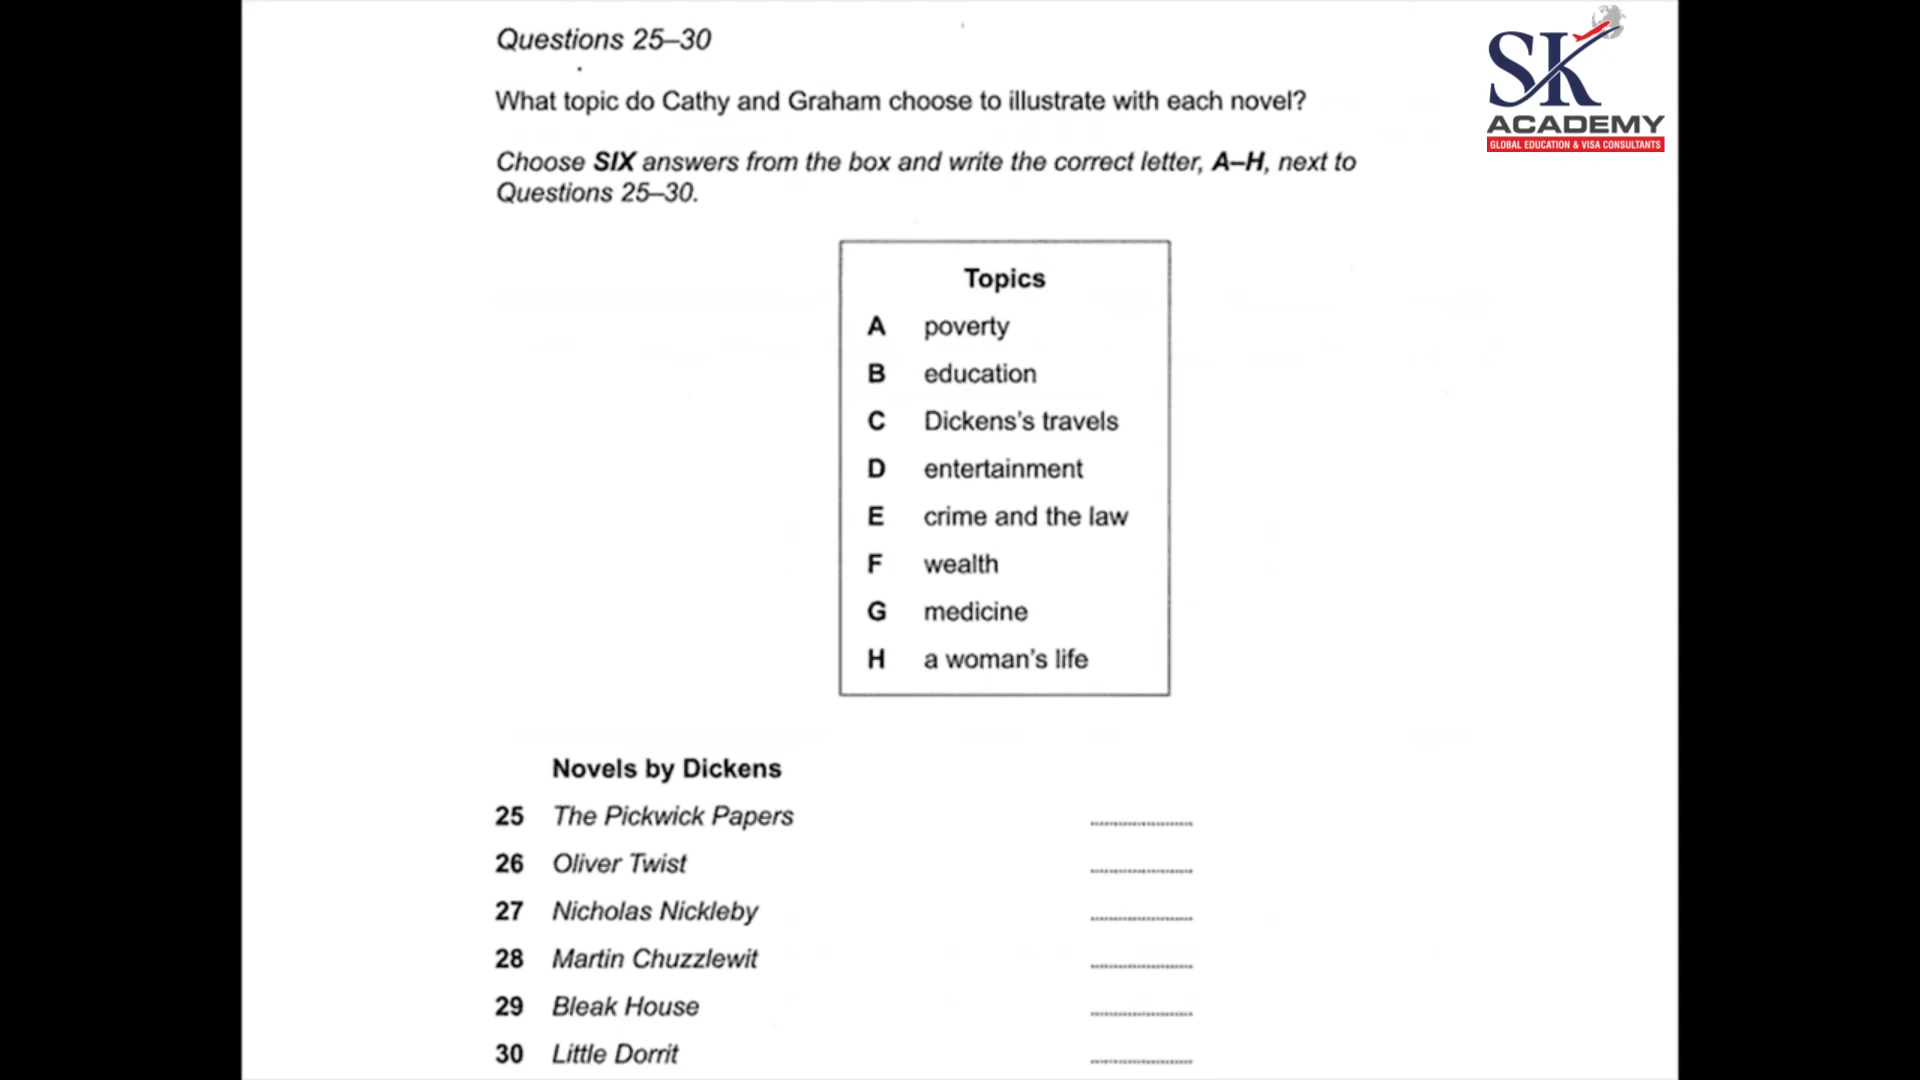 Questions 25–30
What topic do Cathy and Graham choose to illustrate with each novel?
Choose SIX answers from the box and write the correct letter, A–H, next to
Questions 25–30.
Topics
A poverty
B education
C Dickens's travels
D entertainment
E crime and the law
F wealth
G medicine
H a woman's life
Novels by Dickens
25 The Pickwick Papers
26 Oliver Twist
27 Nicholas Nickleby
28 Martin Chuzzlewit
29 Bleak House
30 Little Dorrit
SK
ACADEMY
GLOBAL EDUCATION & VISA CONSULTANTS